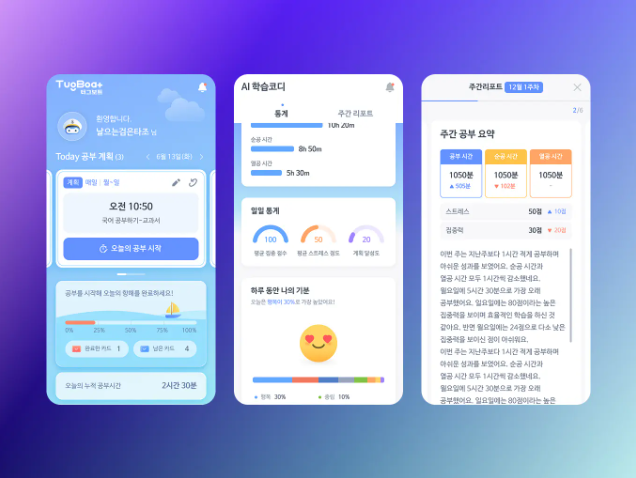 TugBoat
터그보트
환영합니다.
날으는검은타조 님
Today 공부 계획 (3)
6월 13일(화)
계획 매일 : 월~일
오전 10:50
국어 공부하기-교과서
오늘의 공부 시작
공부를 시작해 오늘의 항해를 완료하세요!
0% 25% 50% 75% 100%
완료한 카드 1
남은 카드 4
오늘의 누적 공부시간 2시간 30분
AI 학습코디
통계 주간 리포트
10h 20m
순공 시간
8h 50m
열공 시간
5h 30m
일일 통계
100 50 20
평균 집중 점수 평균 스트레스 정도 계획 달성도
하루 동안 나의 기분
오늘은 행복이 30%로 가장 높았어요!
행복 30% 중립 10%
주간리포트 12월 1주차
2/6
주간 공부 요약
공부 시간 순공 시간 열공 시간
1050분 1050분 1050분
▲ 505분 ▼ 102분 -
스트레스 50점 ▲ 10점
집중력 30점 ▼ 20점
이번 주는 지난주보다 1시간 적게 공부하며
아쉬운 성과를 보였어요. 순공 시간과
열공 시간 모두 1시간씩 감소했네요.
월요일에 5시간 30분으로 가장 오래
공부했어요. 일요일에는 80점이라는 높은
집중력을 보이며 효율적인 학습을 하신 것
같아요. 반면 월요일에는 24점으로 다소 낮은
집중력을 보이신 점이 아쉬워요.
이번 주는 지난주보다 1시간 적게 공부하며
아쉬운 성과를 보였어요. 순공 시간과
열공 시간 모두 1시간씩 감소했네요.
월요일에 5시간 30분으로 가장 오래
공부했어요. 일요일에는 80점이라는 높은